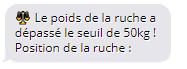 Le poids de la ruche a
dépassé le seuil de 50kg !
Position de la ruche :